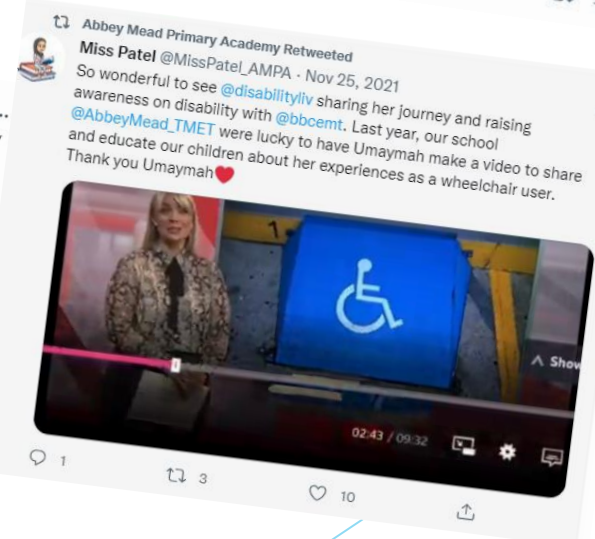 Abbey Mead Primary Academy Retweeted
Miss Patel @MissPatel_AMPA · Nov 25, 2021
So wonderful to see @disabilityliv sharing her journey and raising
awareness on disability with @bbcemt. Last year, our school
@AbbeyMead_TMET were lucky to have Umaymah make a video to share
and educate our children about her experiences as a wheelchair user.
Thank you Umaymah❤️
1
Show
02:43 / 09:32
1
3
10